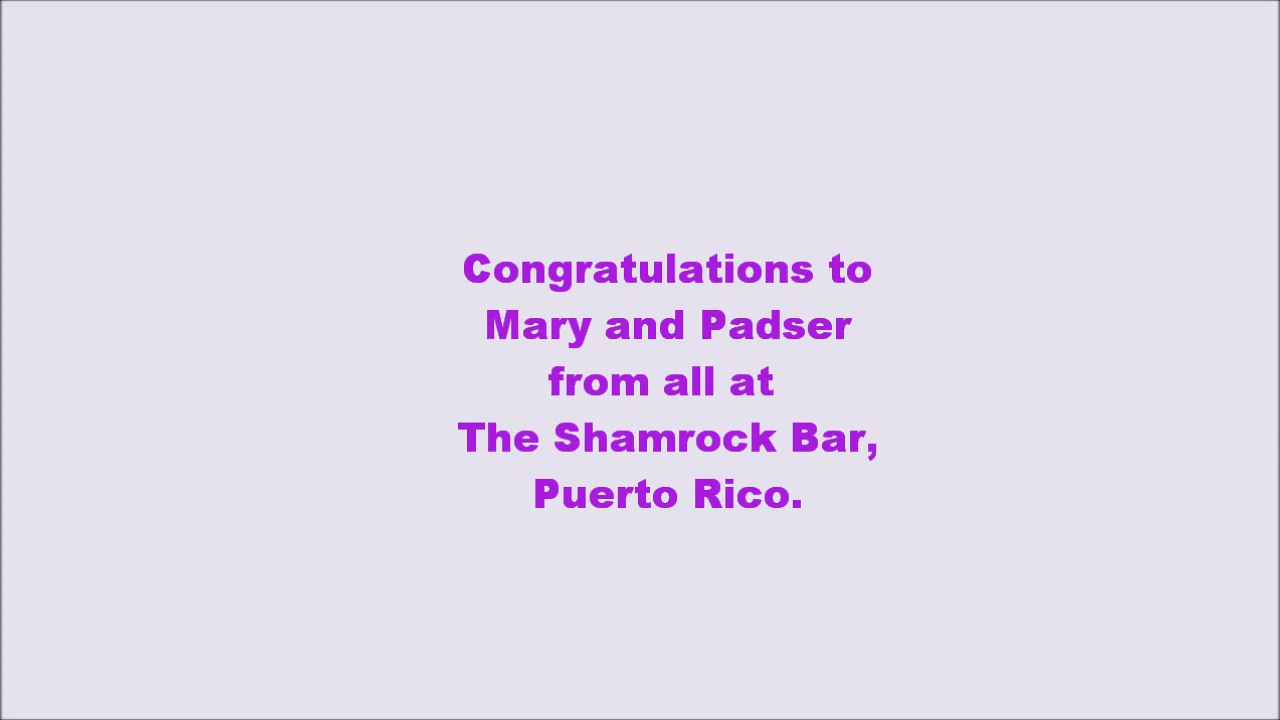 Congratulations to
Mary and Padser
from all at
The Shamrock Bar,
Puerto Rico.